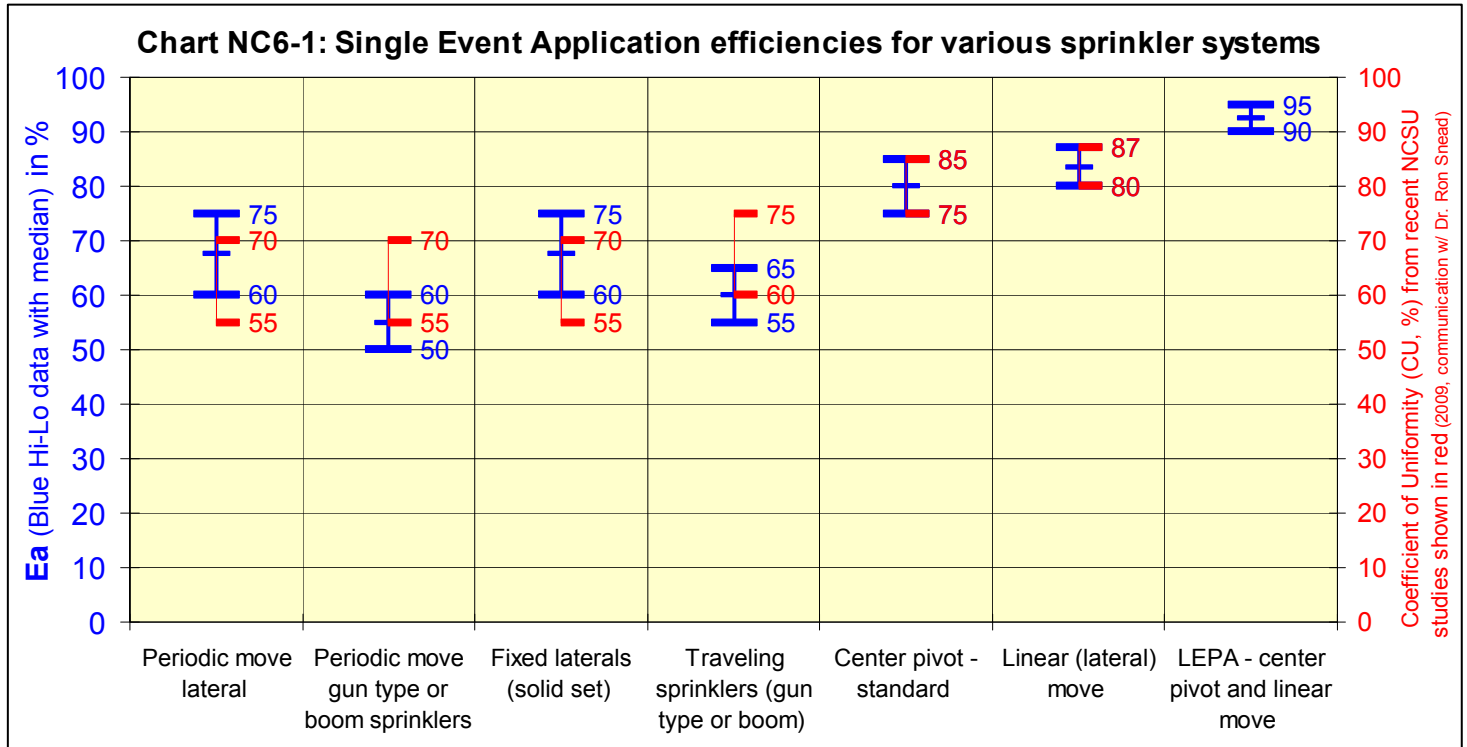 Chart NC6-1: Single Event Application efficiencies for various sprinkler systems
Ea (Blue Hi-Lo data with median) in %
100
90
80
70
60
50
40
30
20
10
0
75
70
60
55
70
60
55
50
75
70
60
55
75
65
60
55
85
75
87
80
95
90
100
90
80
70
60
50
40
30
20
10
0
Coefficient of Uniformity (CU, %) from recent NCSU
studies shown in red (2009, communication w/ Dr. Ron Snead)
Periodic move
lateral
Periodic move
gun type or
boom sprinklers
Fixed laterals
(solid set)
Traveling
sprinklers (gun
type or boom)
Center pivot -
standard
Linear (lateral)
move
LEPA - center
pivot and linear
move